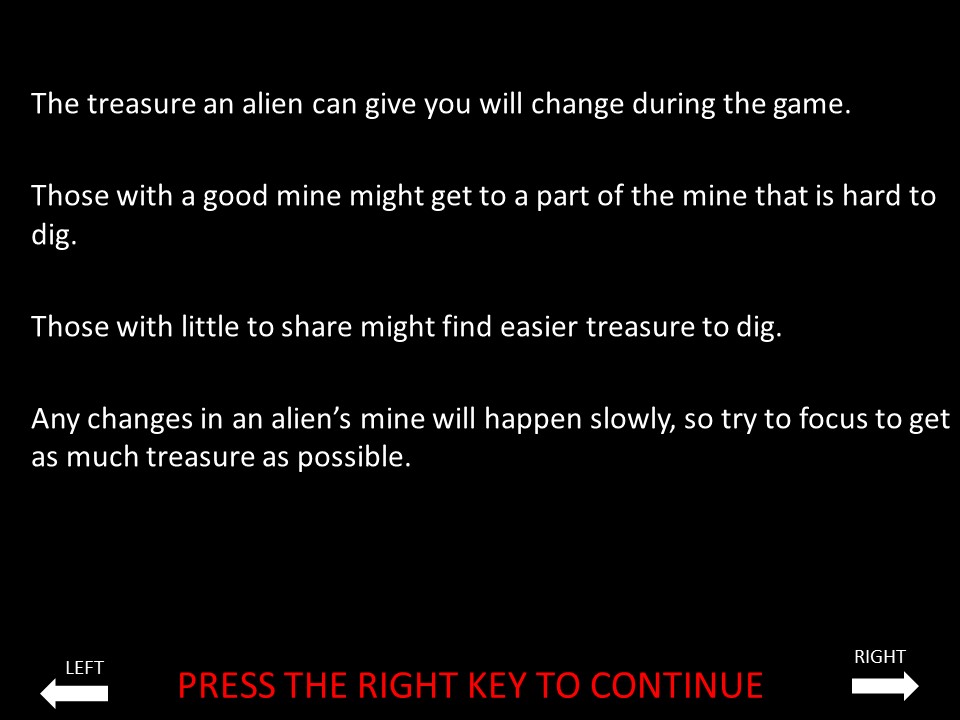 The treasure an alien can give you will change during the game.
Those with a good mine might get to a part of the mine that is hard to
dig.
Those with little to share might find easier treasure to dig.
Any changes in an alien’s mine will happen slowly, so try to focus to get
as much treasure as possible.
LEFT
PRESS THE RIGHT KEY TO CONTINUE
RIGHT